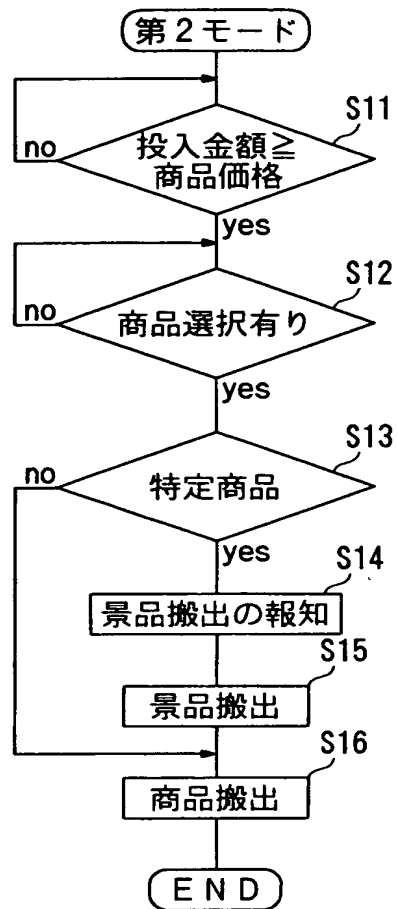 第2モード
S11
投入金額≧
商品価格
no
yes
S12
商品選択有り
no
yes
S13
特定商品
no
yes
S14
景品搬出の報知
S15
景品搬出
S16
商品搬出
END